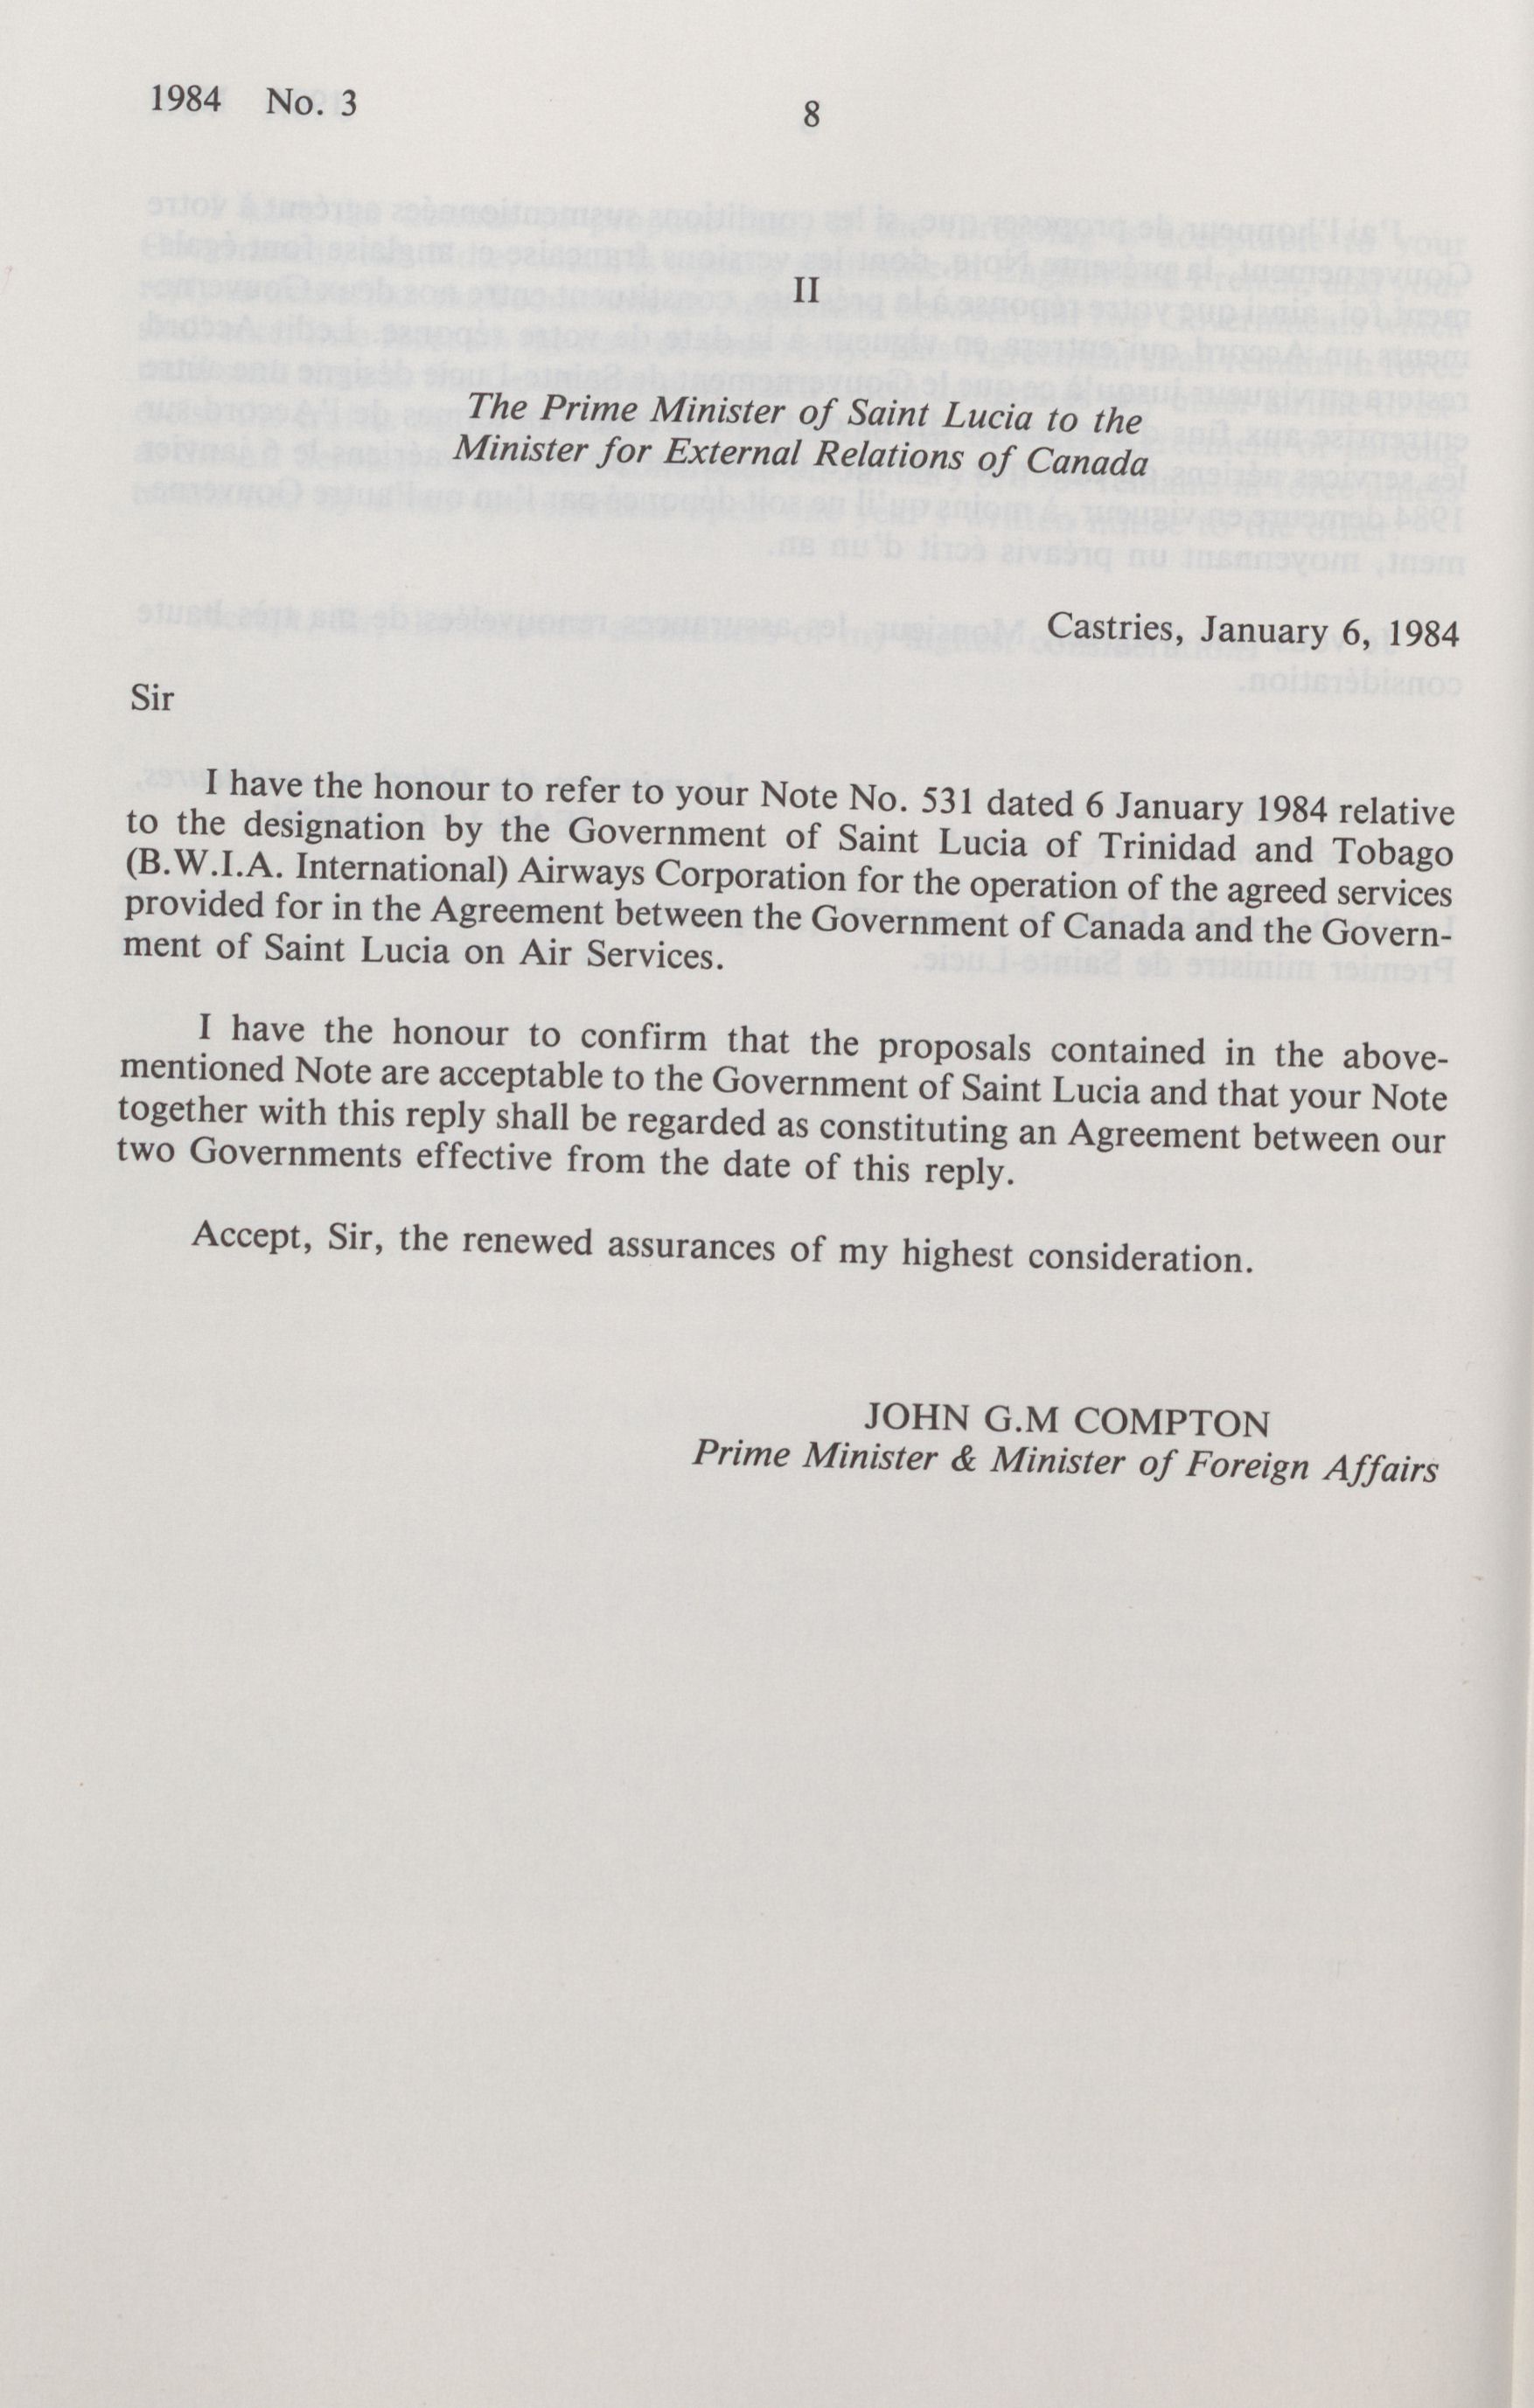 1984 No. 3
8
II
The Prime Minister of Saint Lucia to the
Minister for External Relations of Canada
Castries, January 6, 1984
Sir
I have the honour to refer to your Note No. 531 dated 6 January 1984 relative
to the designation by the Government of Saint Lucia of Trinidad and Tobago
(B.W.I.A. International) Airways Corporation for the operation of the agreed services
provided for in the Agreement between the Government of Canada and the Govern-
ment of Saint Lucia on Air Services.
I have the honour to confirm that the proposals contained in the above-
mentioned Note are acceptable to the Government of Saint Lucia and that your Note
together with this reply shall be regarded as constituting an Agreement between our
two Governments effective from the date of this reply.
Accept, Sir, the renewed assurances of my highest consideration.
JOHN G.M COMPTON
Prime Minister & Minister of Foreign Affairs